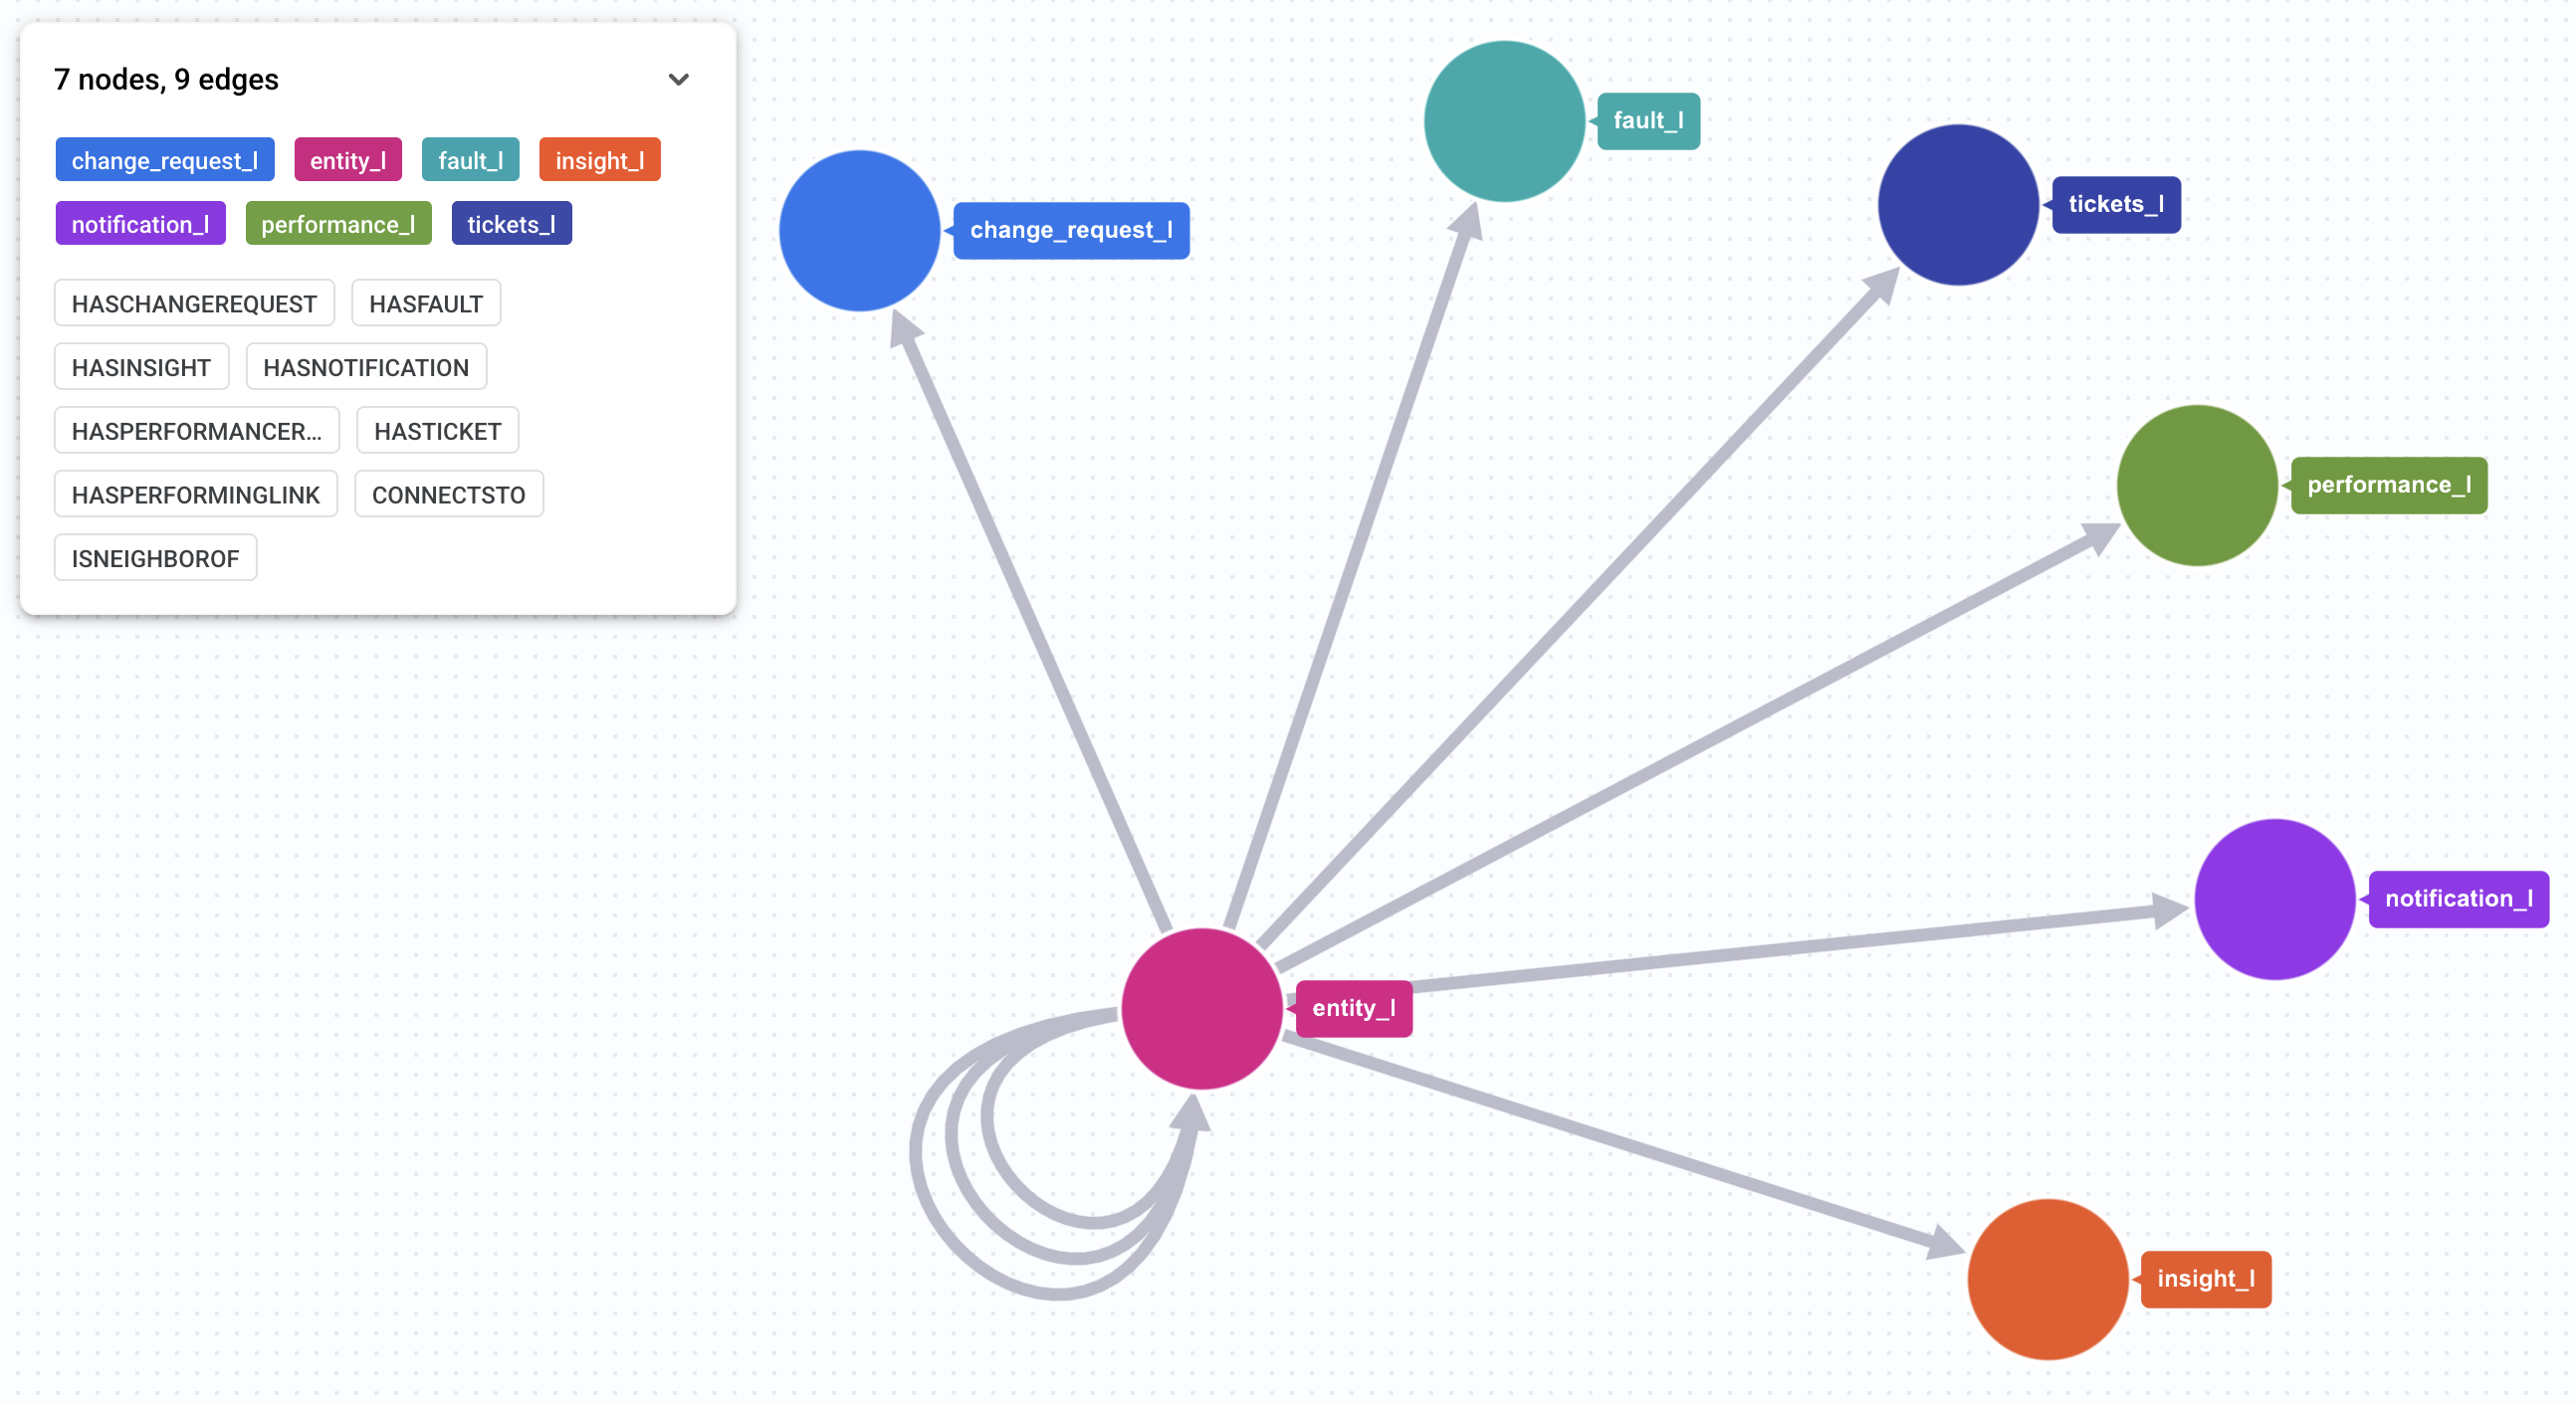 7 nodes, 9 edges
change_request_l entity_l fault_l insight_l
notification_l performance_l tickets_l
HASCHANGEREQUEST HASFAULT
HASINSIGHT HASNOTIFICATION
HASPERFORMANCER... HASTICKET
HASPERFORMINGLINK CONNECTSTO
ISNEIGHBOROF
fault_l
tickets_l
change_request_l
performance_l
notification_l
entity_l
insight_l